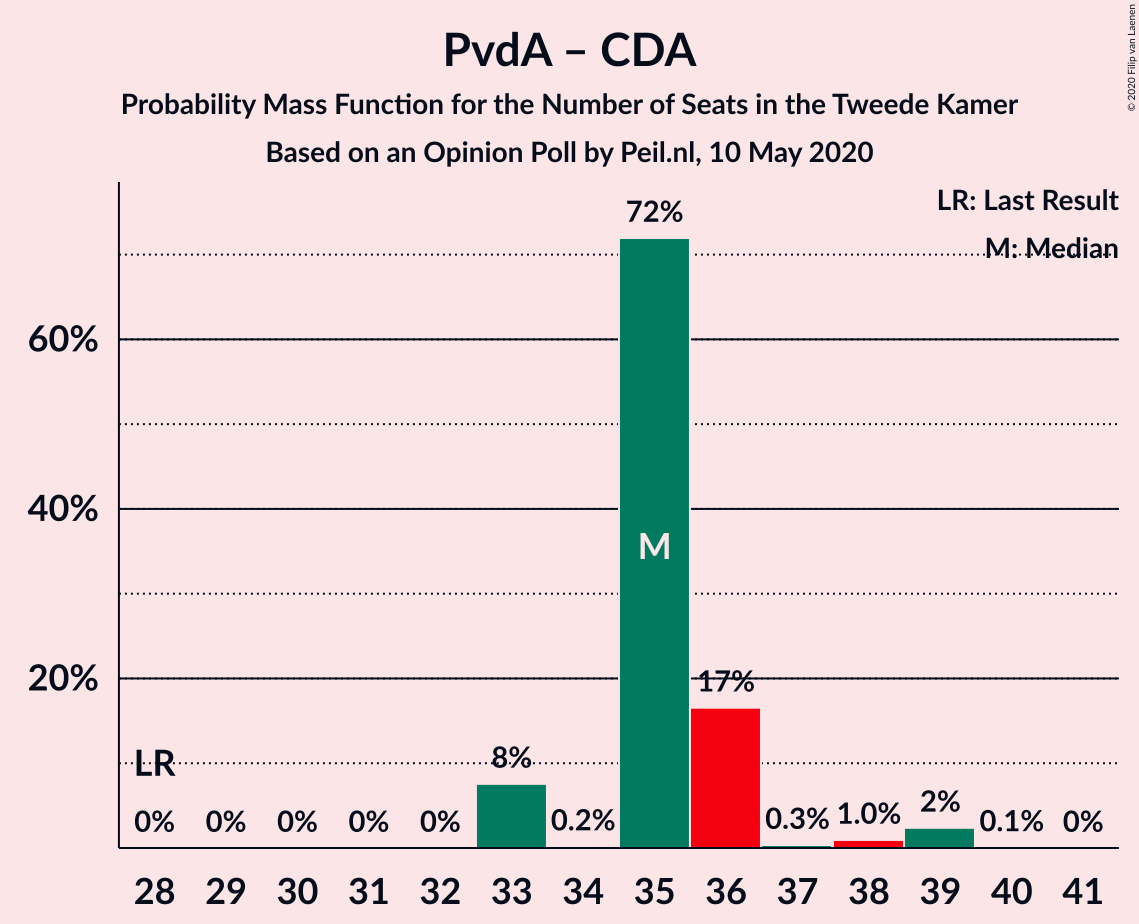 PvdA – CDA
Probability Mass Function for the Number of Seats in the Tweede Kamer
Based on an Opinion Poll by Peil.nl, 10 May 2020
© 2020 Filip van Laenen
LR: Last Result
M: Median
72%
60%
40%
M
20%
17%
LR
8%
0% 0% 0% 0% 0% 0.2% 0.3% 1.0% 2% 0.1% 0%
28 29 30 31 32 33 34 35 36 37 38 39 40 41